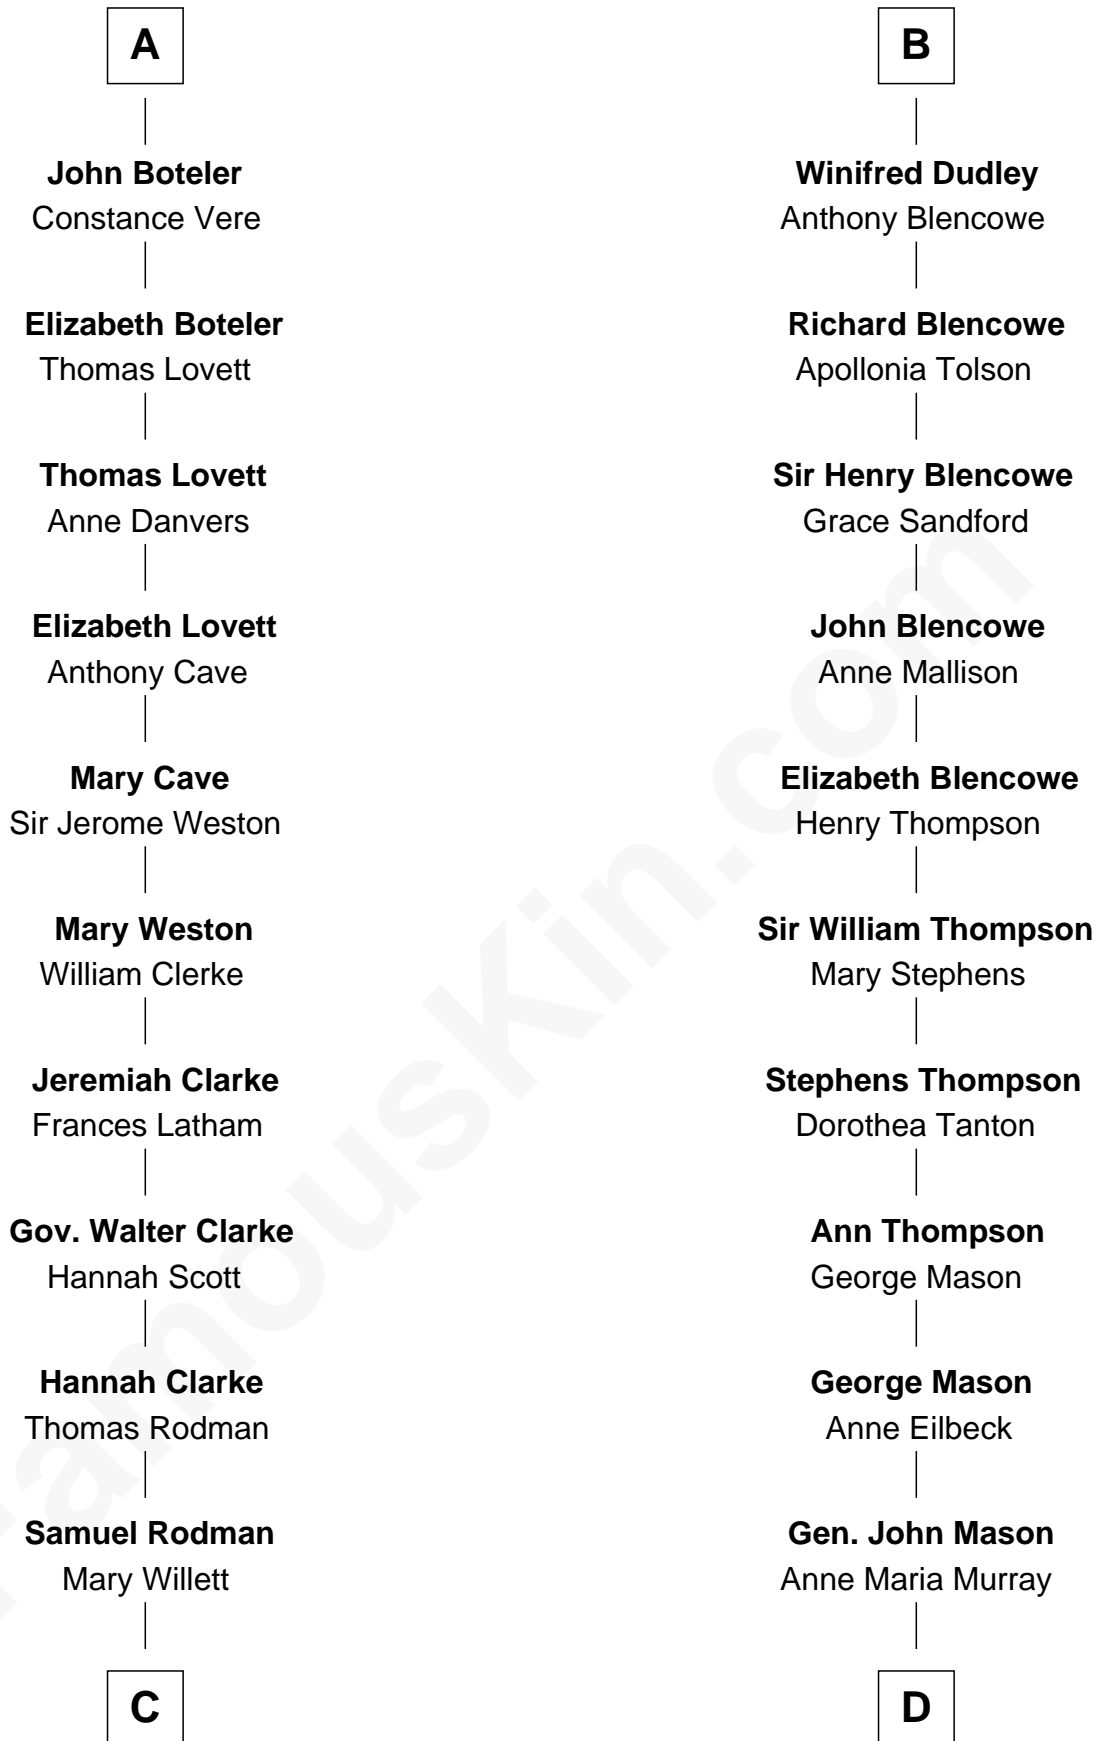 A
John Boteler
Constance Vere
Elizabeth Boteler
Thomas Lovett
Thomas Lovett
Anne Danvers
Elizabeth Lovett
Anthony Cave
Mary Cave
Sir Jerome Weston
Mary Weston
William Clerke
Jeremiah Clarke
Frances Latham
Gov. Walter Clarke
Hannah Scott
Hannah Clarke
Thomas Rodman
Samuel Rodman
Mary Willett
C
B
Winifred Dudley
Anthony Blencowe
Richard Blencowe
Apollonia Tolson
Sir Henry Blencowe
Grace Sandford
John Blencowe
Anne Mallison
Elizabeth Blencowe
Henry Thompson
Sir William Thompson
Mary Stephens
Stephens Thompson
Dorothea Tanton
Ann Thompson
George Mason
George Mason
Anne Eilbeck
Gen. John Mason
Anne Maria Murray
D
FamousKin.com